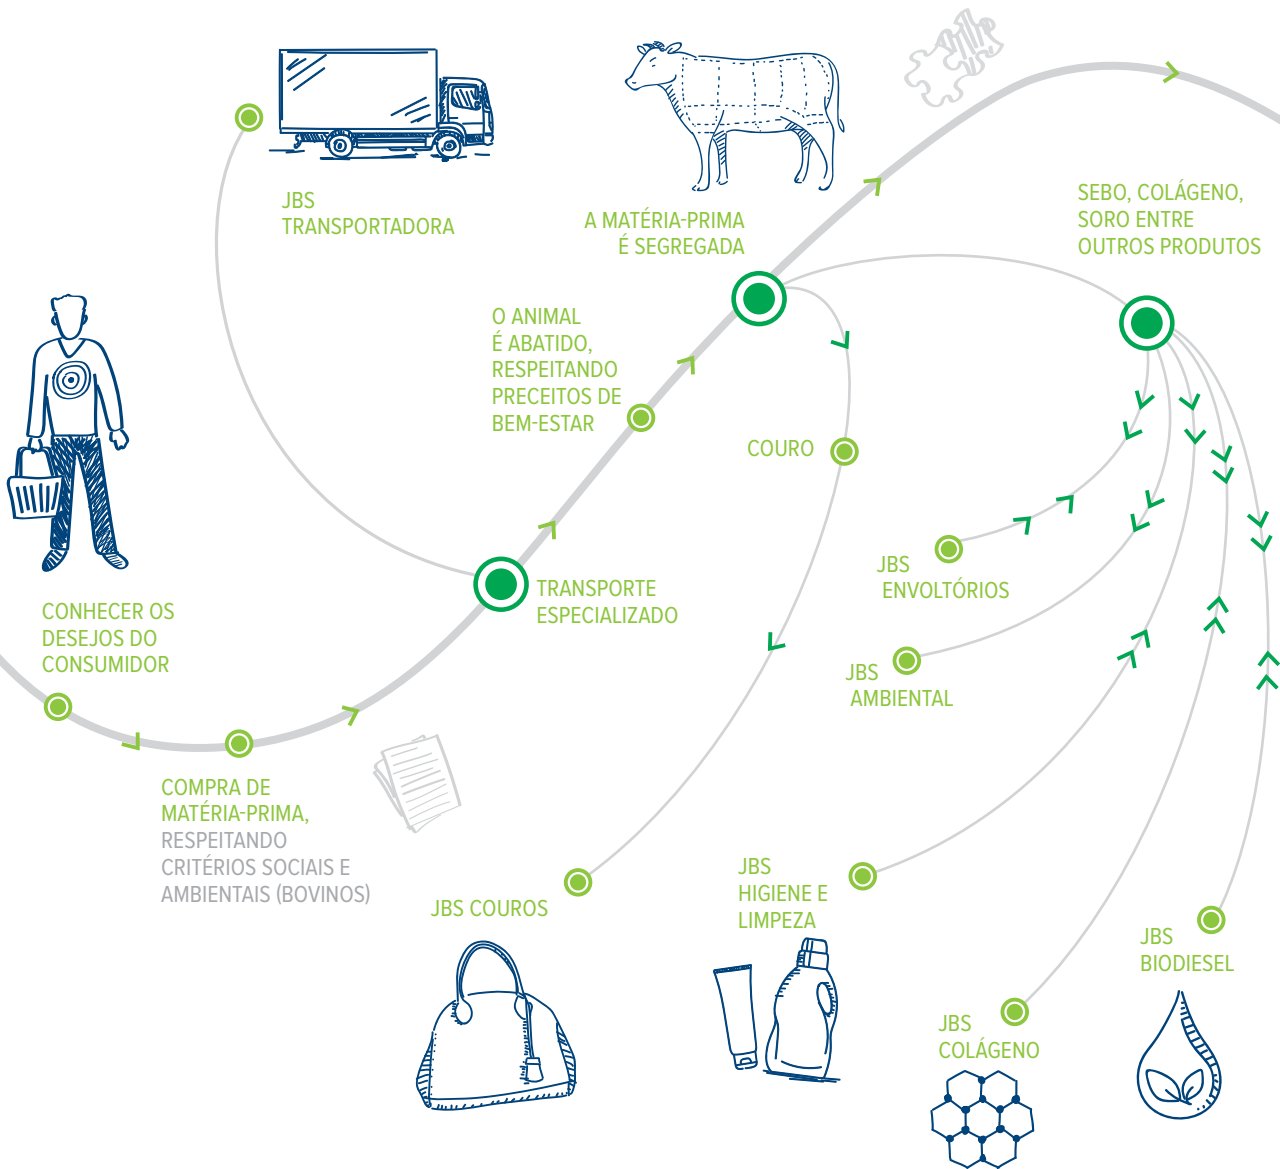 JBS
TRANSPORTADORA
A MATÉRIA-PRIMA
É SEGREGADA
SEBO, COLÁGENO,
SORO ENTRE
OUTROS PRODUTOS
O ANIMAL
É ABATIDO,
RESPEITANDO
PRECEITOS DE
BEM-ESTAR
COURO
JBS
ENVOLTÓRIOS
TRANSPORTE
ESPECIALIZADO
CONHECER OS
DESEJOS DO
CONSUMIDOR
JBS
AMBIENTAL
COMPRA DE
MATÉRIA-PRIMA,
RESPEITANDO
CRITÉRIOS SOCIAIS E
AMBIENTAIS (BOVINOS)
JBS COUROS
JBS
HIGIENE E
LIMPEZA
JBS
BIODIESEL
JBS
COLÁGENO